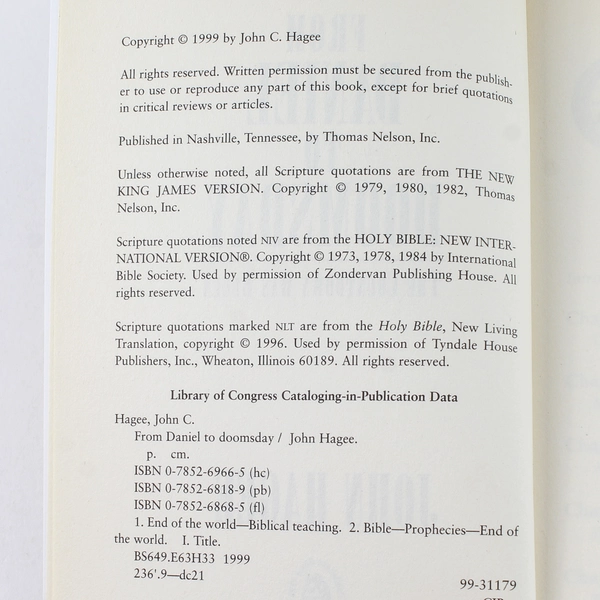 Copyright © 1999 by John C. Hagee
All rights reserved. Written permission must be secured from the publish-
er to use or reproduce any part of this book, except for brief quotations
in critical reviews or articles.
Published in Nashville, Tennessee, by Thomas Nelson, Inc.
Unless otherwise noted, all Scripture quotations are from THE NEW
KING JAMES VERSION. Copyright © 1979, 1980, 1982, Thomas
Nelson, Inc.
Scripture quotations noted NIV are from the HOLY BIBLE: NEW INTER-
NATIONAL VERSION®. Copyright © 1973, 1978, 1984 by International
Bible Society. Used by permission of Zondervan Publishing House. All
rights reserved.
Scripture quotations marked NLT are from the Holy Bible, New Living
Translation, copyright © 1996. Used by permission of Tyndale House
Publishers, Inc., Wheaton, Illinois 60189. All rights reserved.
Library of Congress Cataloging-in-Publication Data
Hagee, John C.
From Daniel to doomsday / John Hagee.
p. cm.
ISBN 0-7852-6966-5 (hc)
ISBN 0-7852-6818-9 (pb)
ISBN 0-7852-6868-5 (fl)
1. End of the world—Biblical teaching. 2. Bible—Prophecies—End of
the world. I. Title.
BS649.E63H33 1999
236'.9—dc21
99-31179